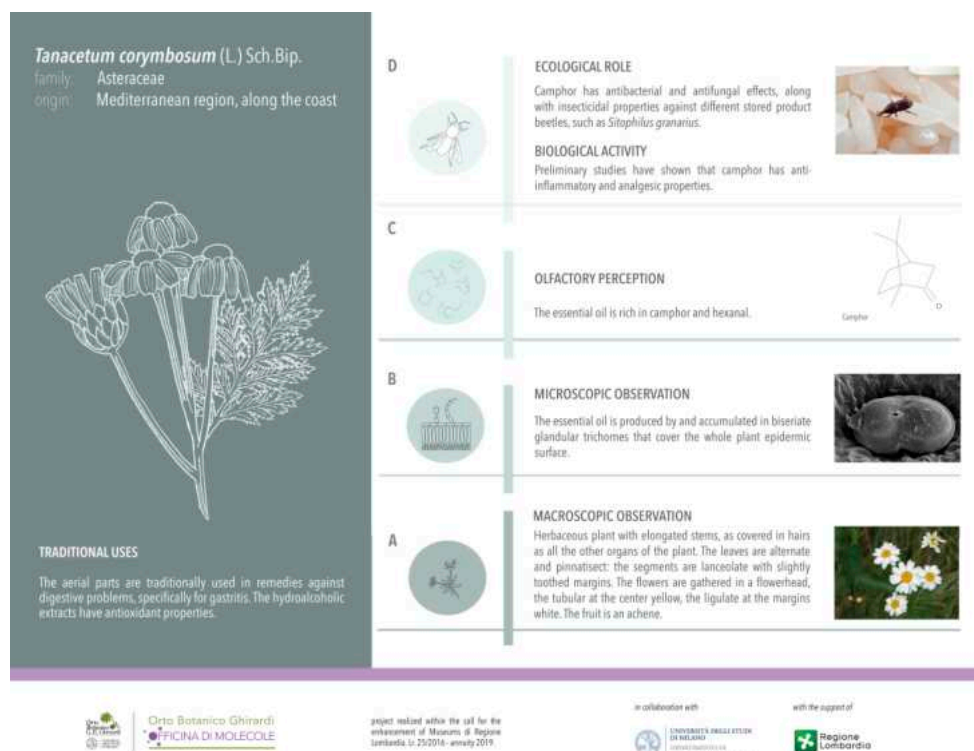 Tanacetum corymbosum (L.) Sch.Bip.
family: Asteraceae
origin: Mediterranean region, along the coast
TRADITIONAL USES
The aerial parts are traditionally used in remedies against
digestive problems, specifically for gastritis. The hydroalcoholic
extracts have antioxidant properties.
D
ECOLOGICAL ROLE
Camphor has antibacterial and antifungal effects, along
with insecticidal properties against different stored product
beetles, such as Sitophilus granarius.
BIOLOGICAL ACTIVITY
Preliminary studies have shown that camphor has anti-
inflammatory and analgesic properties.
C
OLFACTORY PERCEPTION
The essential oil is rich in camphor and hexanal.
O
Camphor
B
MICROSCOPIC OBSERVATION
The essential oil is produced by and accumulated in biseriate
glandular trichomes that cover the whole plant epidermic
surface.
A
MACROSCOPIC OBSERVATION
Herbaceous plant with elongated stems, as covered in hairs
as all the other organs of the plant. The leaves are alternate
and pinnatisect: the segments are lanceolate with slightly
toothed margins. The flowers are gathered in a flowerhead,
the tubular at the center yellow, the ligulate at the margins
white. The fruit is an achene.
Orto Botanico Ghirardi
OFFICINA DI MOLECOLE
project realized within the call for the
enhancement of Museums of Regione
Lombardia, Lr. 25/2016 - annuity 2019.
in collaboration with
UNIVERSITÀ DEGLI STUDI
DI MILANO
with the support of
Regione
Lombardia